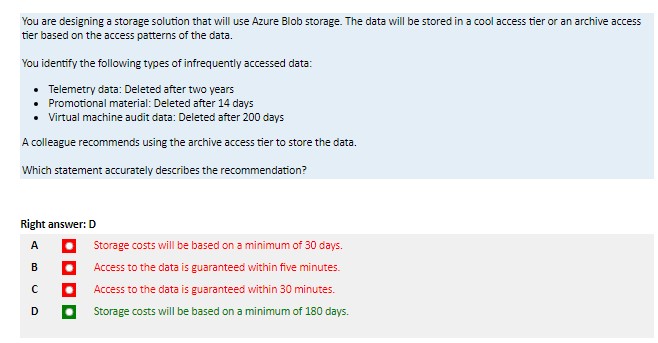 You are designing a storage solution that will use Azure Blob storage. The data will be stored in a cool access tier or an archive access
tier based on the access patterns of the data.
You identify the following types of infrequently accessed data:
• Telemetry data: Deleted after two years
• Promotional material: Deleted after 14 days
• Virtual machine audit data: Deleted after 200 days
A colleague recommends using the archive access tier to store the data.
Which statement accurately describes the recommendation?
Right answer: D
A Storage costs will be based on a minimum of 30 days.
B Access to the data is guaranteed within five minutes.
C Access to the data is guaranteed within 30 minutes.
D Storage costs will be based on a minimum of 180 days.